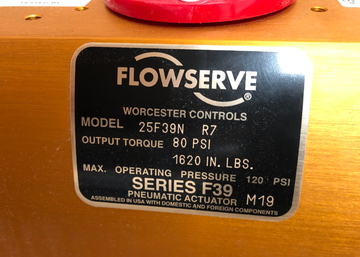 FLOWSERVE®
WORCESTER CONTROLS
MODEL 25F39N R7
OUTPUT TORQUE 80 PSI
1620 IN. LBS.
MAX. OPERATING PRESSURE 120 PSI
SERIES F39
PNEUMATIC ACTUATOR M19
ASSEMBLED IN USA WITH DOMESTIC AND FOREIGN COMPONENTS